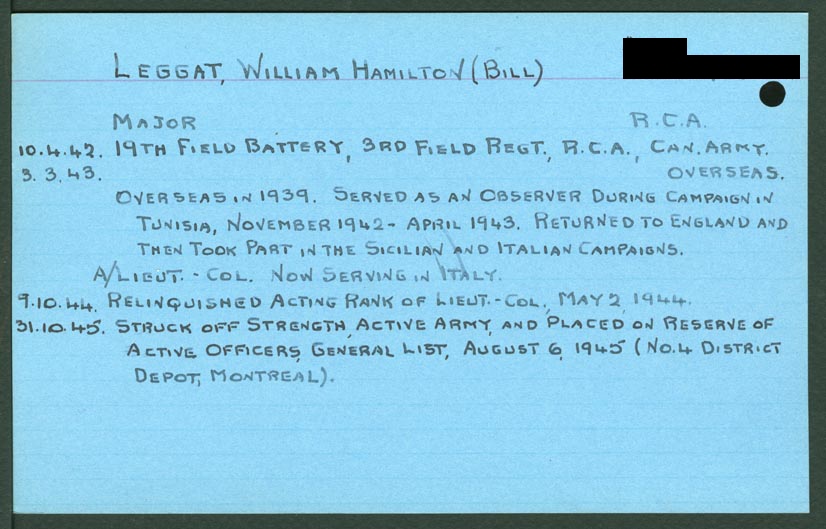 LEGGAT, WILLIAM HAMILTON (BILL)
MAJOR R.C.A.
10.4.42. 19TH FIELD BATTERY, 3RD FIELD REGT., R.C.A., CAN. ARMY.
3.3.43. OVERSEAS.
OVERSEAS IN 1939. SERVED AS AN OBSERVER DURING CAMPAIGN IN
TUNISIA, NOVEMBER 1942 - APRIL 1943. RETURNED TO ENGLAND AND
THEN TOOK PART IN THE SICILIAN AND ITALIAN CAMPAIGNS.
A/LIEUT. - COL. NOW SERVING IN ITALY.
9.10.44. RELINQUISHED ACTING RANK OF LIEUT.-COL., MAY 2, 1944.
31.10.45. STRUCK OFF STRENGTH, ACTIVE ARMY, AND PLACED ON RESERVE OF
ACTIVE OFFICERS, GENERAL LIST, AUGUST 6, 1945 (NO.4 DISTRICT
DEPOT, MONTREAL).